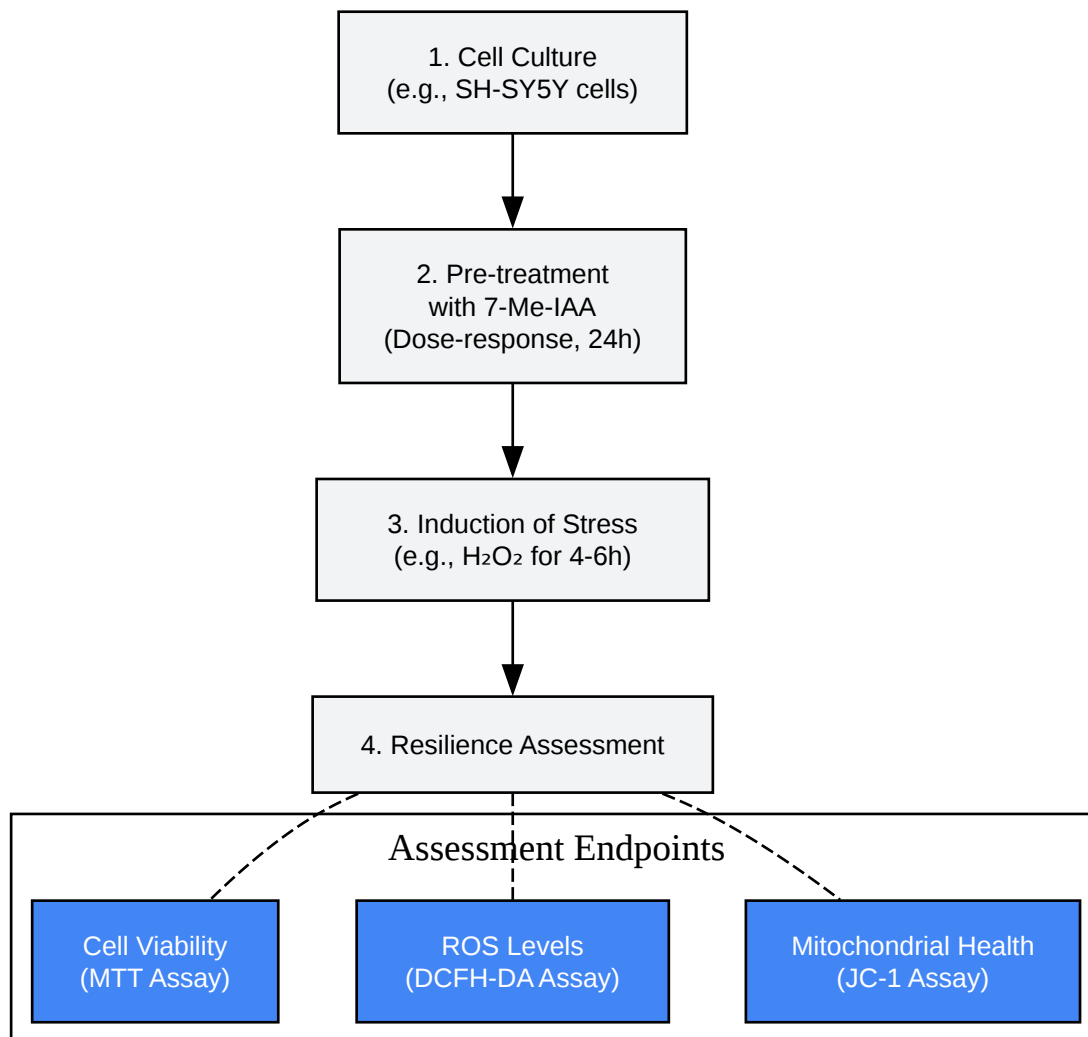 1. Cell Culture
(e.g., SH-SY5Y cells)
2. Pre-treatment
with 7-Me-IAA
(Dose-response, 24h)
3. Induction of Stress
(e.g., H₂O₂ for 4-6h)
4. Resilience Assessment
Assessment Endpoints
Cell Viability
(MTT Assay)
ROS Levels
(DCFH-DA Assay)
Mitochondrial Health
(JC-1 Assay)